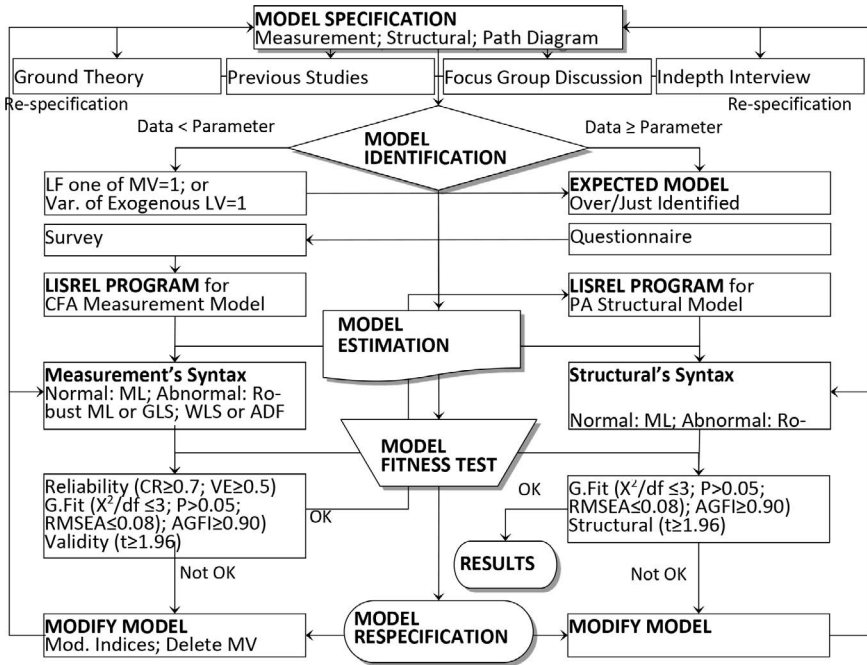 MODEL SPECIFICATION
Measurement; Structural; Path Diagram
Ground Theory
Previous Studies
Focus Group Discussion
Indepth Interview
Re-specification
Re-specification
Data < Parameter
Data ≥ Parameter
MODEL
IDENTIFICATION
LF one of MV=1; or
Var. of Exogenous LV=1
EXPECTED MODEL
Over/Just Identified
Survey
Questionnaire
LISREL PROGRAM for
CFA Measurement Model
LISREL PROGRAM for
PA Structural Model
MODEL
ESTIMATION
Measurement’s Syntax
Normal: ML; Abnormal: Ro-
bust ML or GLS; WLS or ADF
Structural’s Syntax
Normal: ML; Abnormal: Ro-
MODEL
FITNESS TEST
Reliability (CR≥0.7; VE≥0.5)
G.Fit (X²/df ≤3; P>0.05;
RMSEA≤0.08); AGFI≥0.90)
Validity (t≥1.96)
OK
OK
G.Fit (X²/df ≤3; P>0.05;
RMSEA≤0.08); AGFI≥0.90)
Structural (t≥1.96)
RESULTS
Not OK
Not OK
MODIFY MODEL
Mod. Indices; Delete MV
MODEL
RESPECIFICATION
MODIFY MODEL